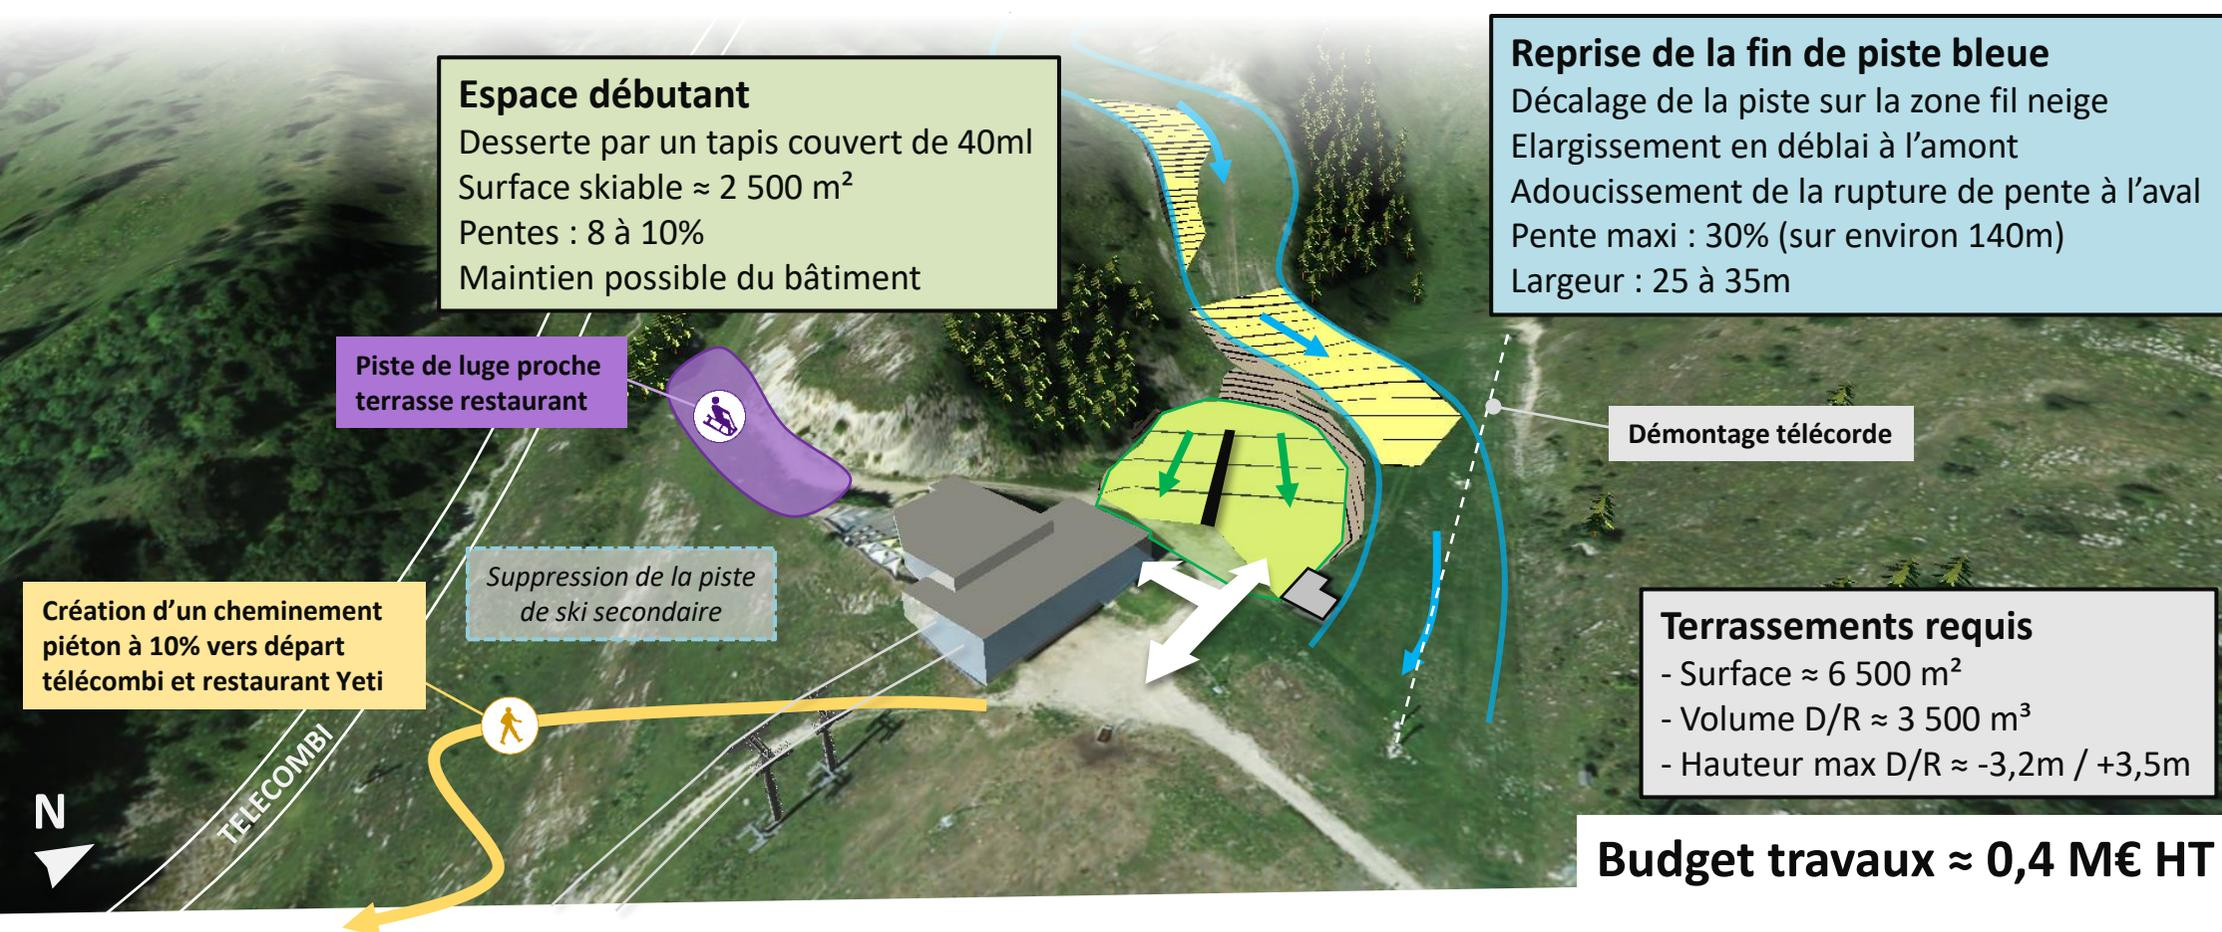 Espace débutant
Desserte par un tapis couvert de 40ml
Surface skiable ≈ 2 500 m²
Pentes : 8 à 10%
Maintien possible du bâtiment
Reprise de la fin de piste bleue
Décalage de la piste sur la zone fil neige
Elargissement en déblai à l’amont
Adoucissement de la rupture de pente à l’aval
Pente maxi : 30% (sur environ 140m)
Largeur : 25 à 35m
Piste de luge proche
terrasse restaurant
Démontage télécorde
Suppression de la piste
de ski secondaire
Création d’un cheminement
piéton à 10% vers départ
télécombi et restaurant Yeti
TELECOMBI
N
Terrassements requis
- Surface ≈ 6 500 m²
- Volume D/R ≈ 3 500 m³
- Hauteur max D/R ≈ -3,2m / +3,5m
Budget travaux ≈ 0,4 M€ HT